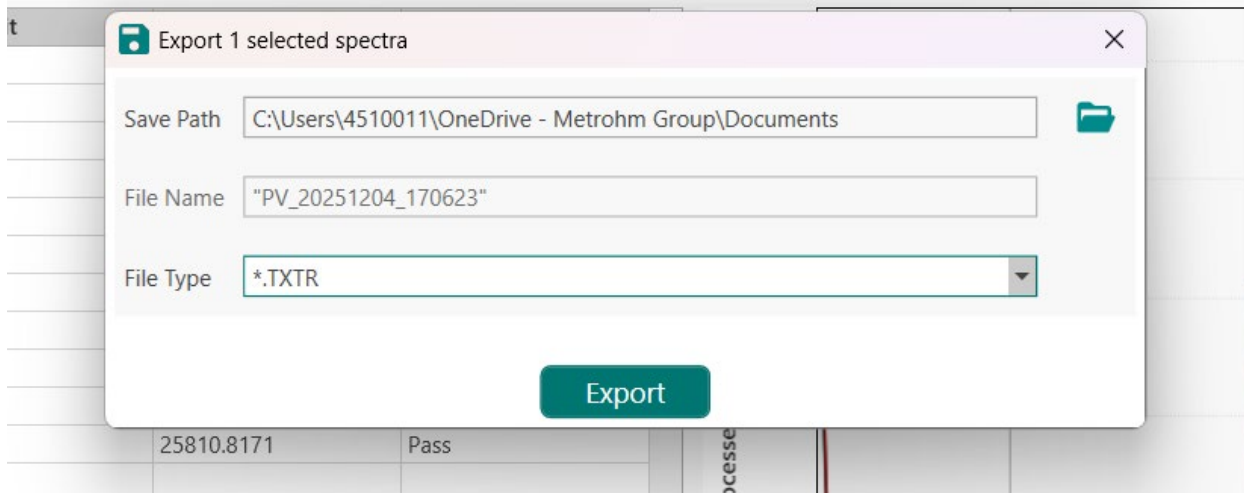 t
Export 1 selected spectra
Save Path C:\Users\4510011\OneDrive - Metrohm Group\Documents
File Name "PV_20251204_170623"
File Type *.TXTR
Export
25810.8171 Pass
ocesse